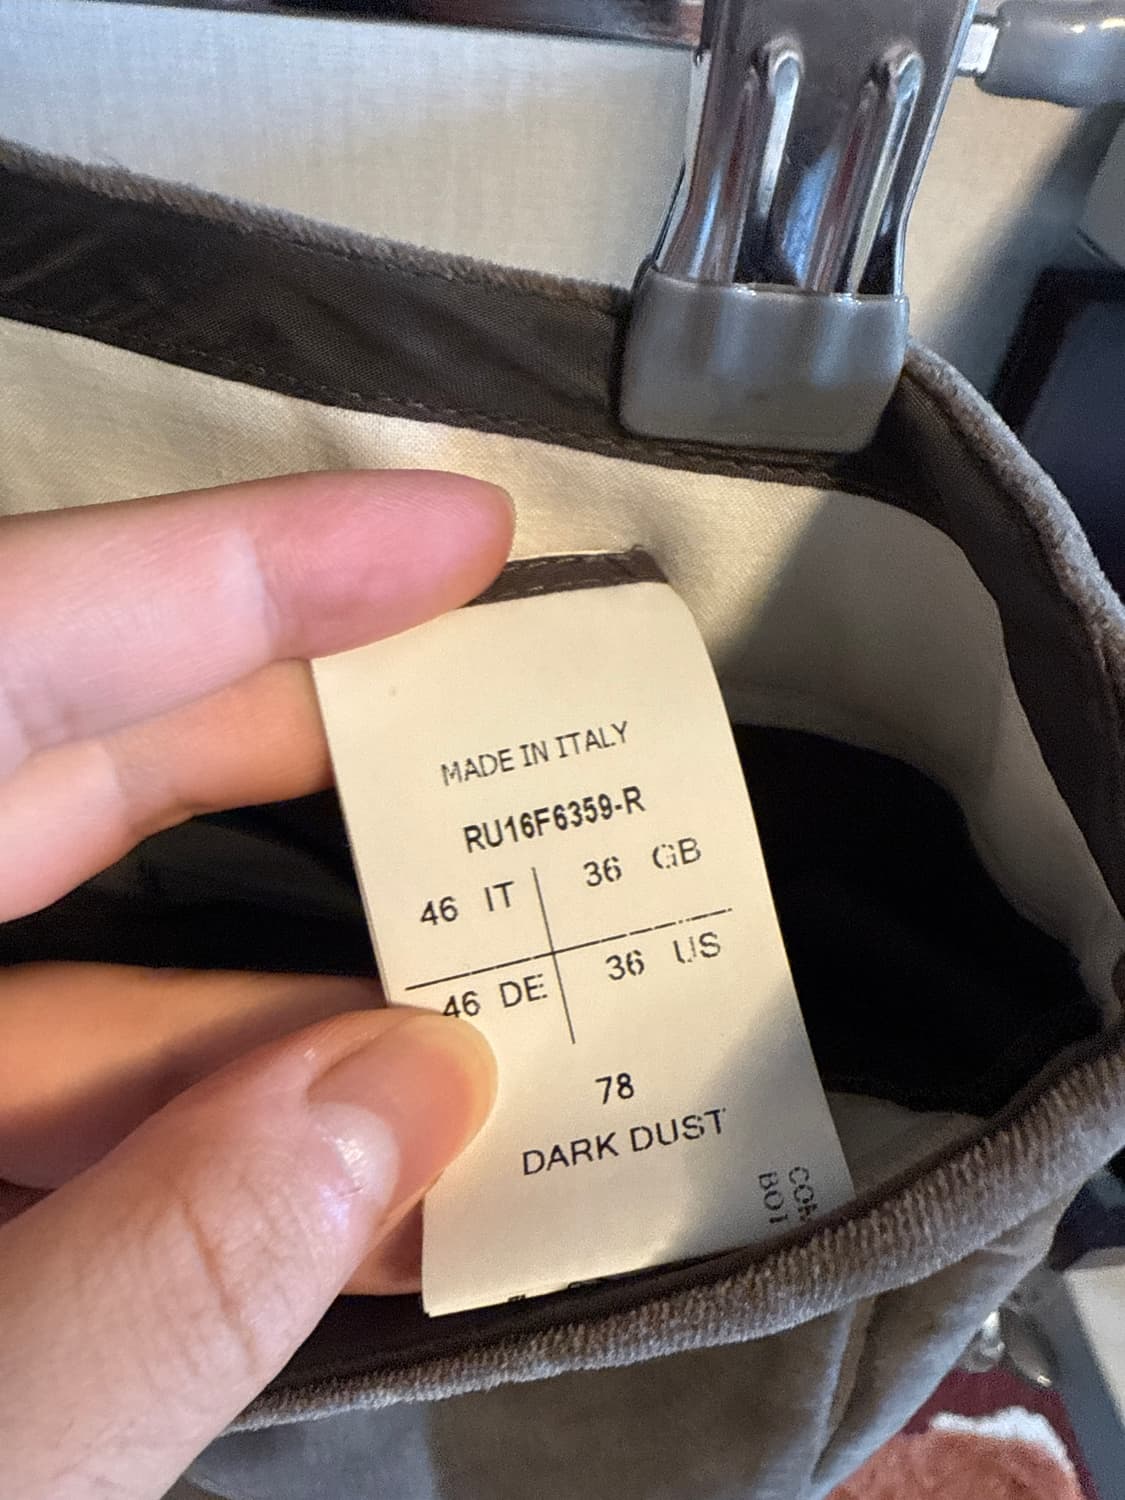 MADE IN ITALY
RU16F6359-R
46 IT 36 GB
46 DE 36 US
78
DARK DUST